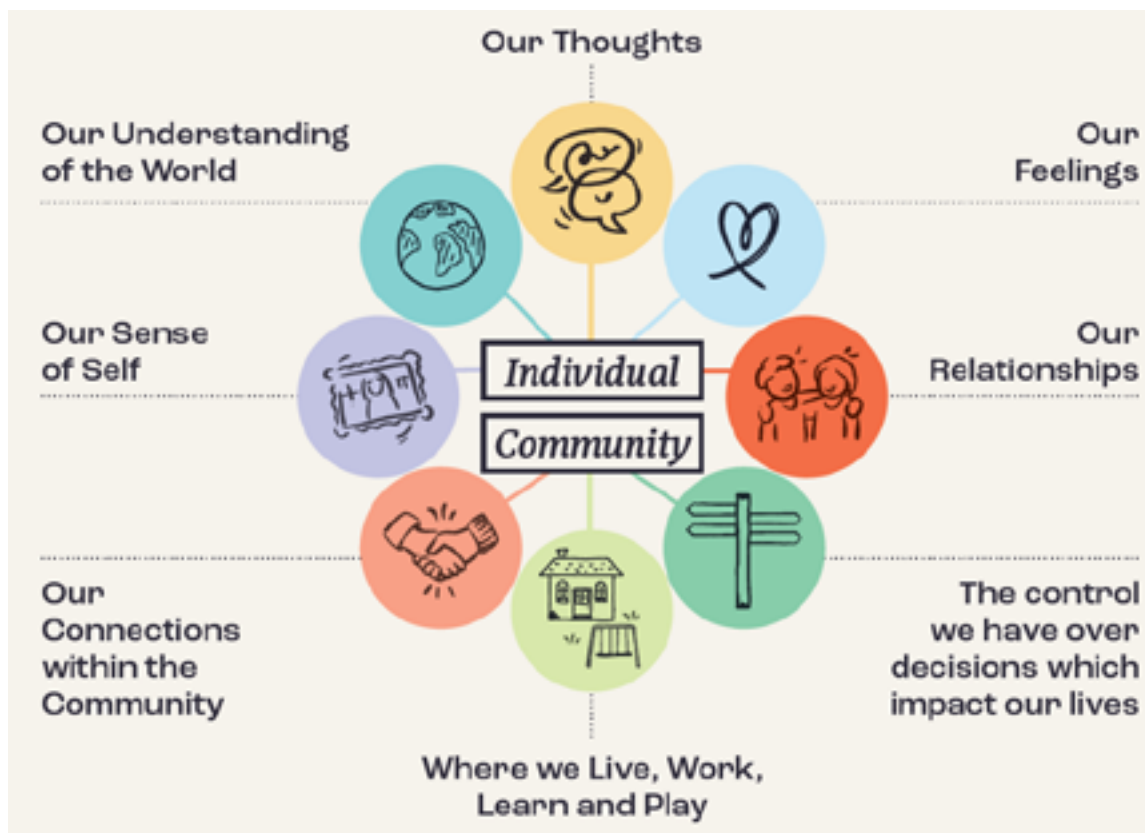 Our Thoughts
Our Understanding
of the World
Our
Feelings
Our Sense
of Self
Individual
Our
Relationships
Community
Our
Connections
within the
Community
The control
we have over
decisions which
impact our lives
Where we Live, Work,
Learn and Play